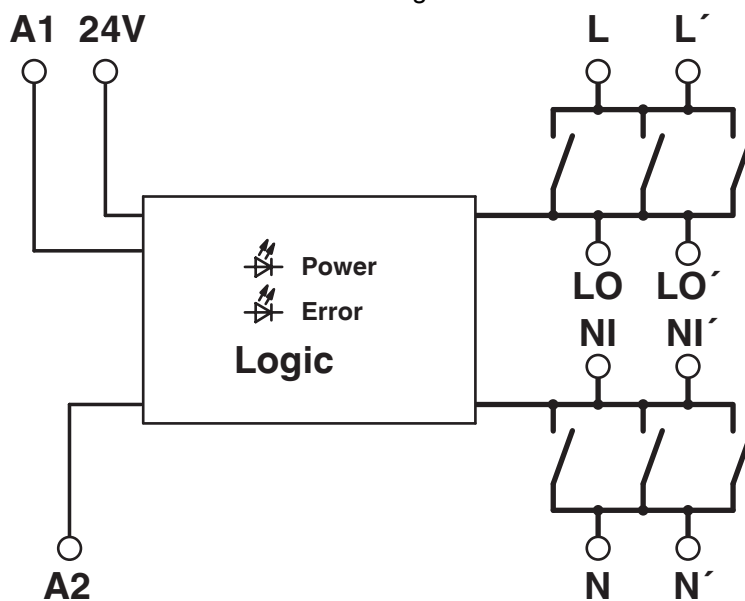 A1 24V L L´
Power
Error
Logic
LO LO´
NI NI´
A2 N N´